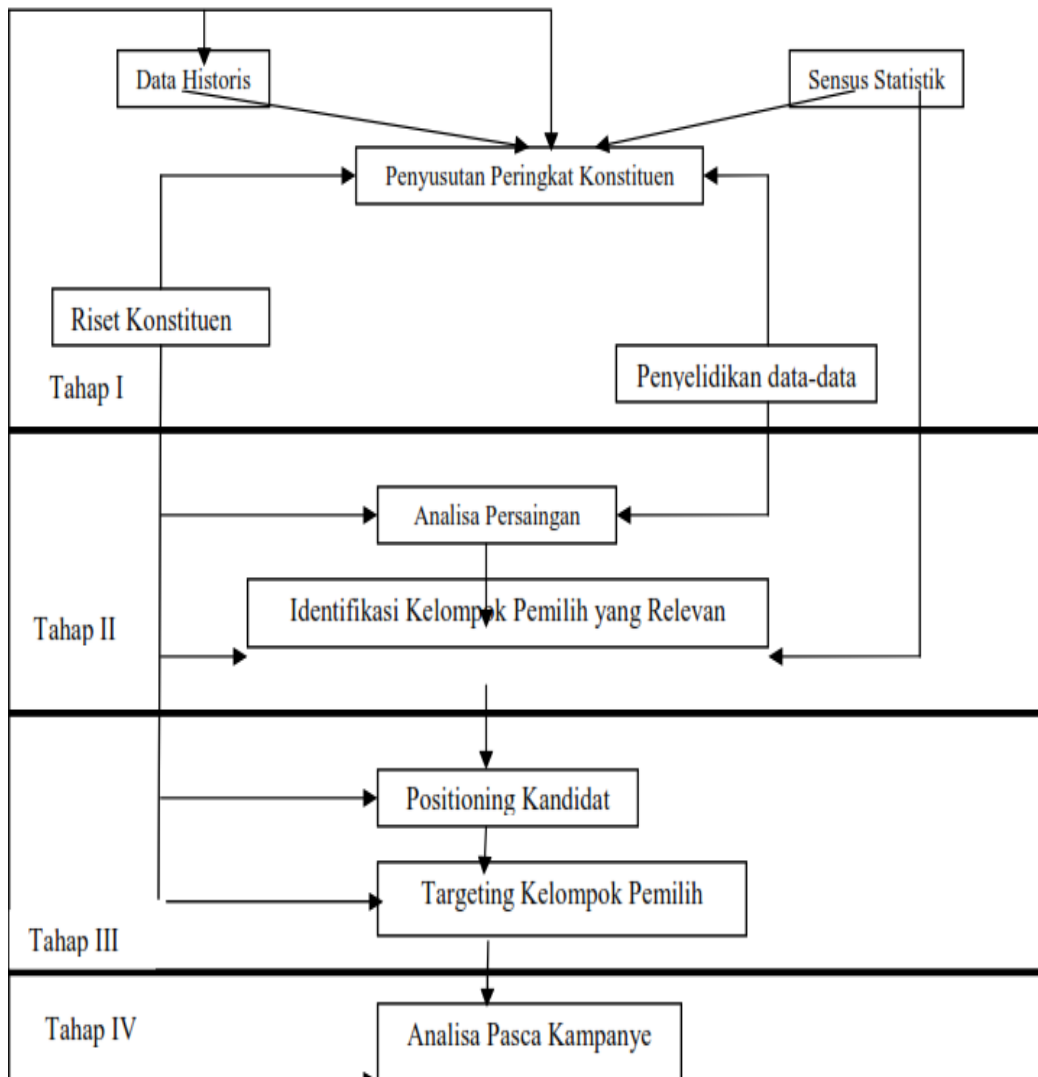 Data Historis
Sensus Statistik
Penyusutan Peringkat Konstituen
Riset Konstituen
Penyelidikan data-data
Tahap I
Analisa Persaingan
Identifikasi Kelompok Pemilih yang Relevan
Tahap II
Positioning Kandidat
Targeting Kelompok Pemilih
Tahap III
Tahap IV
Analisa Pasca Kampanye